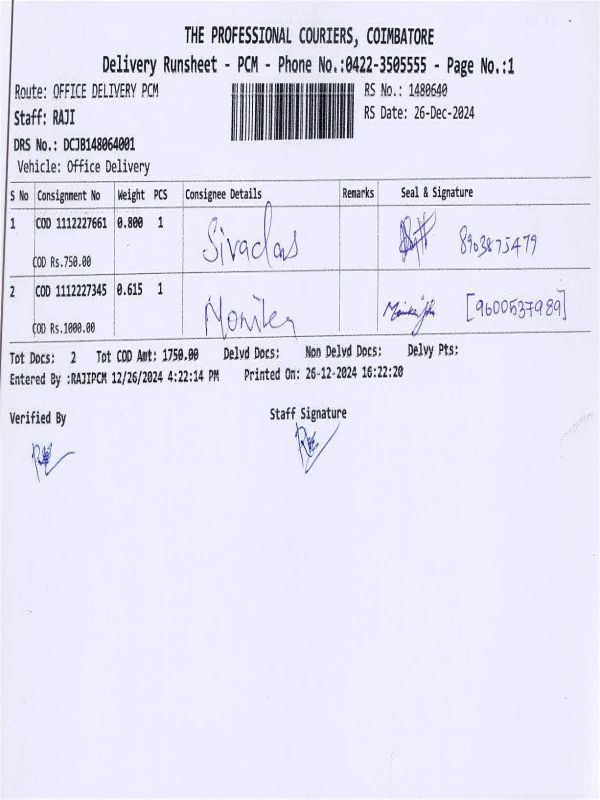 THE PROFESSIONAL COURIERS, COIMBATORE
Delivery Runsheet - PCM - Phone No.:0422-3505555 - Page No.:1
Route: OFFICE DELIVERY PCM
RS No.: 1480640
Staff: RAJI
RS Date: 26-Dec-2024
DRS No.: DCJB148064001
Vehicle: Office Delivery
S No Consignment No Weight PCS Consignee Details Remarks Seal & Signature
1 COD 1112227661 0.800 1 Sivadas 8903875479
COD Rs.750.00
2 COD 1112227345 0.615 1 Monika [9600537989]
COD Rs.1000.00
Tot Docs: 2 Tot COD Amt: 1750.00 Delvd Docs: Non Delvd Docs: Delvy Pts:
Entered By :RAJIPCM 12/26/2024 4:22:14 PM Printed On: 26-12-2024 16:22:20
Verified By Staff Signature